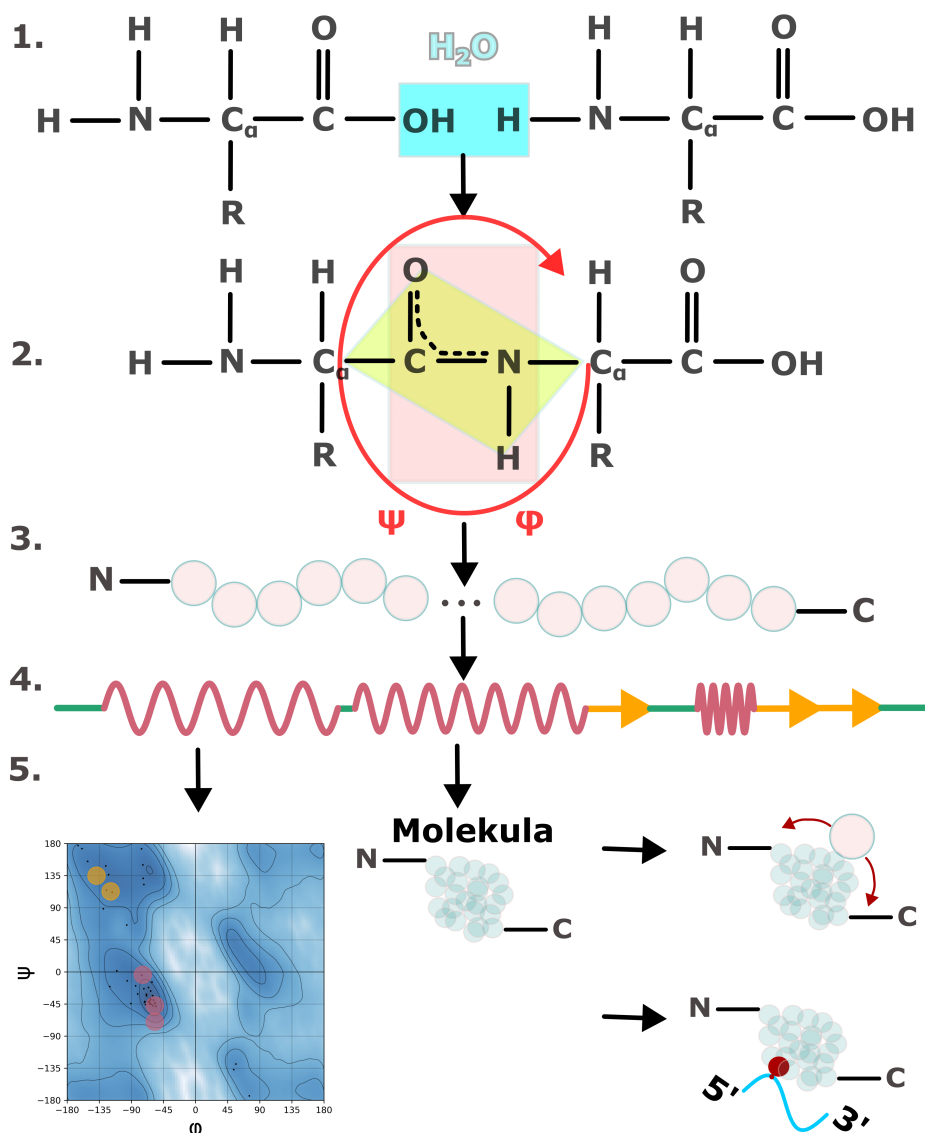 1.
H H O H₂O H H O
H N Cα C OH H N Cα C OH
R R
H H O H O
2.
H N Cα C N Cα C OH
R H R
ψ φ
3.
N ... C
4.
5.
Molekula
N C
N C
N C
5' 3'
180
135
90
45
0
−45
−90
−135
−180
ψ
−180 −135 −90 −45 0 45 90 135 180
φ